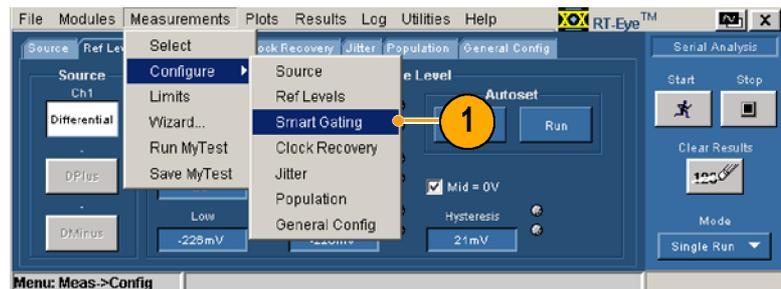 File Modules Measurements Plots Results Log Utilities Help RT-Eye™
Source Ref Lev ock Recovery Jitter Population General Config
Serial Analysis
Select
Configure
Limits
Wizard...
Run MyTest
Save MyTest
Source
Ref Levels
Smart Gating
Clock Recovery
Jitter
Population
General Config
1
Source
Ch1
Differential
DPlus
DMinus
e Level
Autoset
Run
Mid = 0V
Low
-228mV
Hysteresis
21mV
Start Stop
Clear Results
Mode
Single Run
Menu: Meas->Config